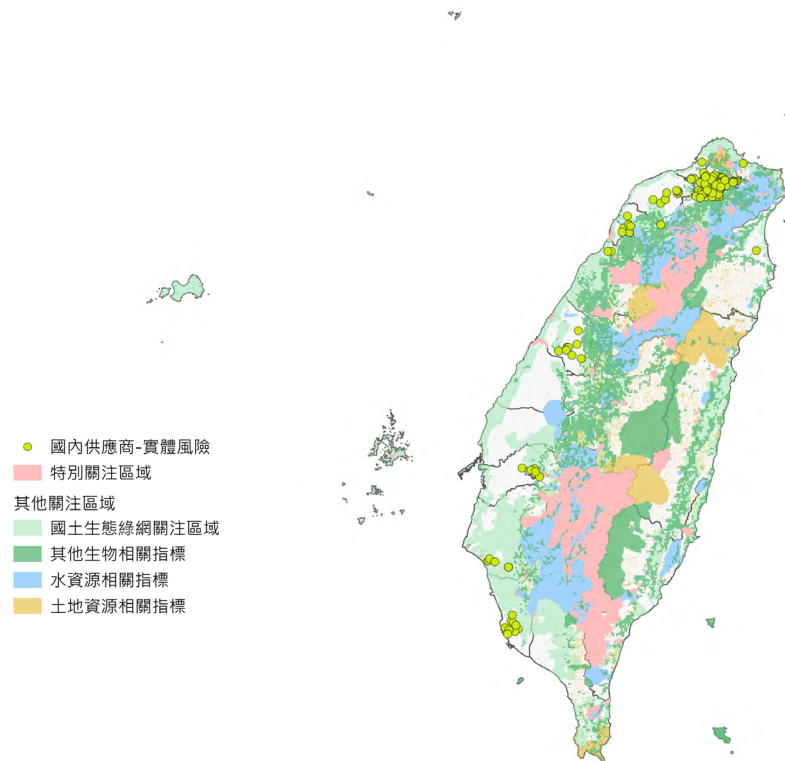 國內供應商-實體風險
特別關注區域
其他關注區域
國土生態綠網關注區域
其他生物相關指標
水資源相關指標
土地資源相關指標